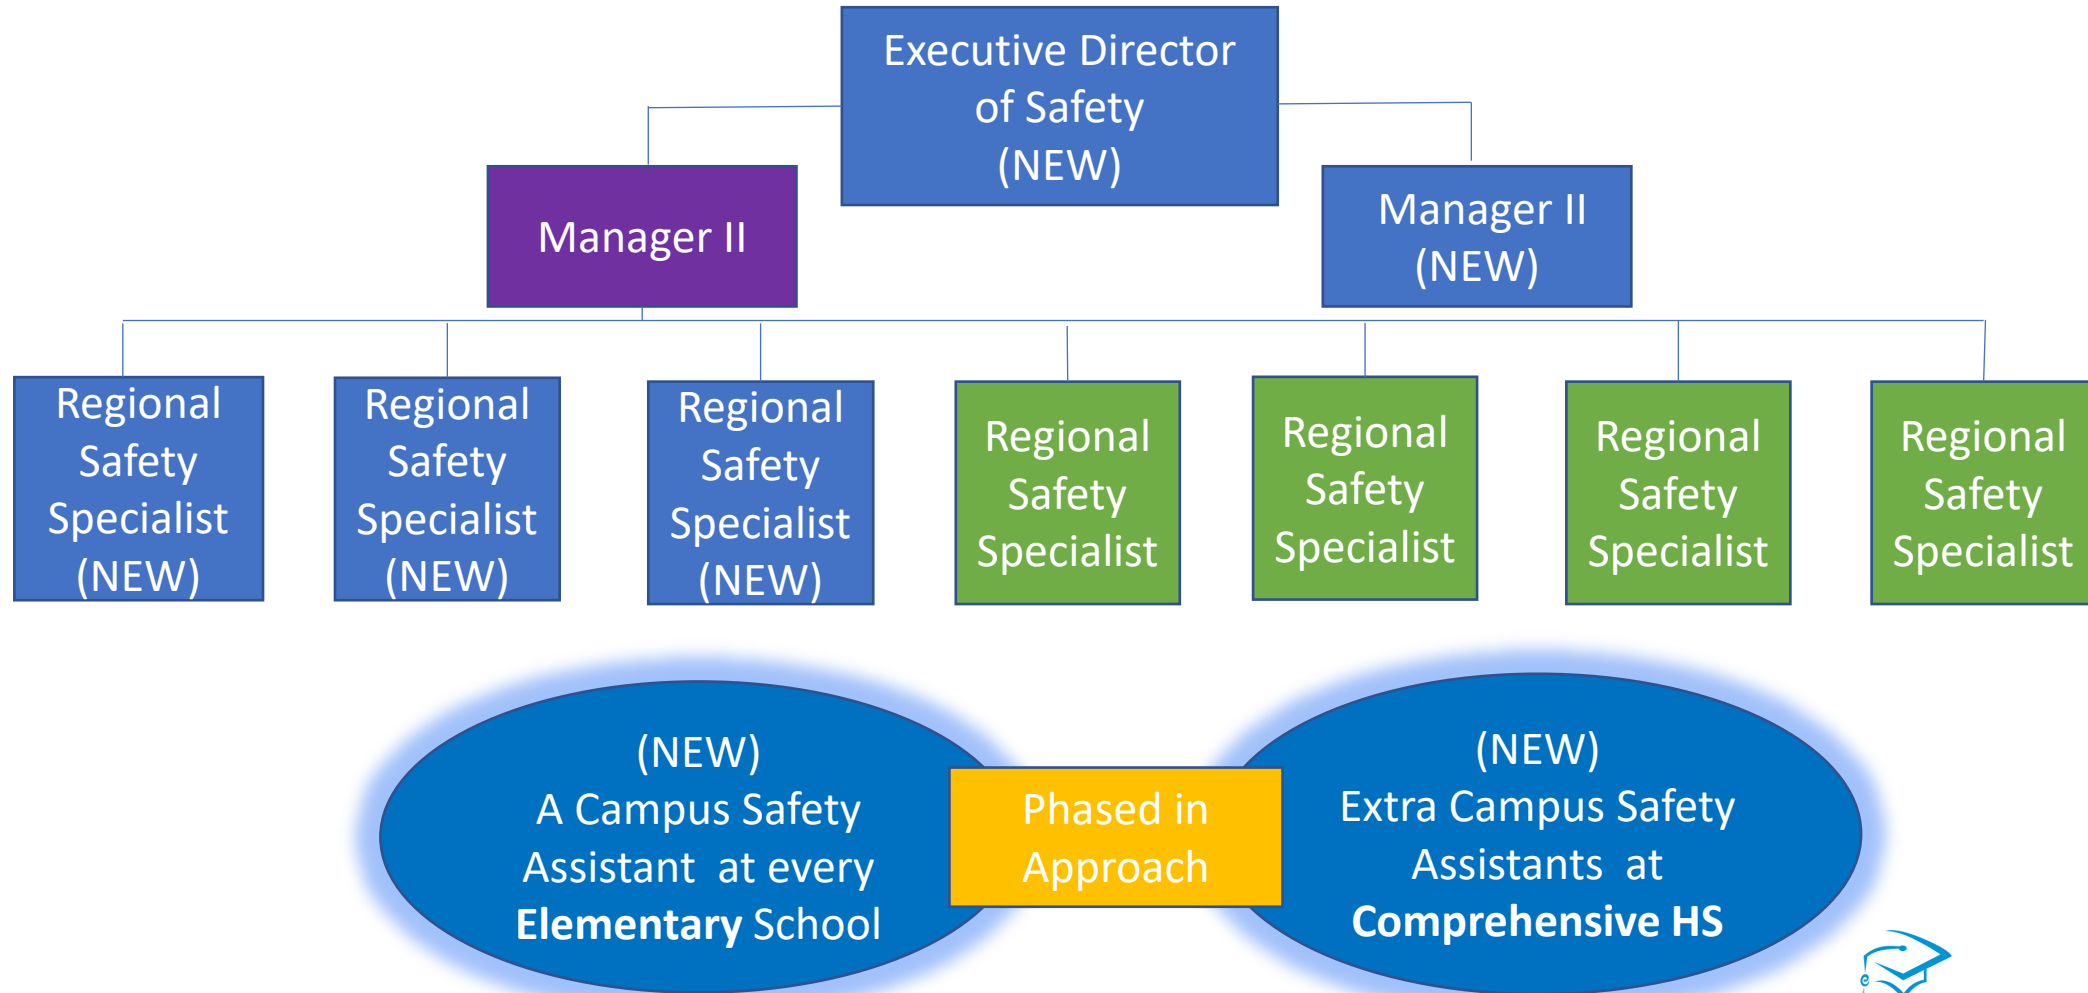 Executive Director
of Safety
(NEW)
Manager II
Manager II
(NEW)
Regional
Safety
Specialist
(NEW)
Regional
Safety
Specialist
(NEW)
Regional
Safety
Specialist
(NEW)
Regional
Safety
Specialist
Regional
Safety
Specialist
Regional
Safety
Specialist
Regional
Safety
Specialist
(NEW)
A Campus Safety
Assistant at every
Elementary School
Phased in
Approach
(NEW)
Extra Campus Safety
Assistants at
Comprehensive HS